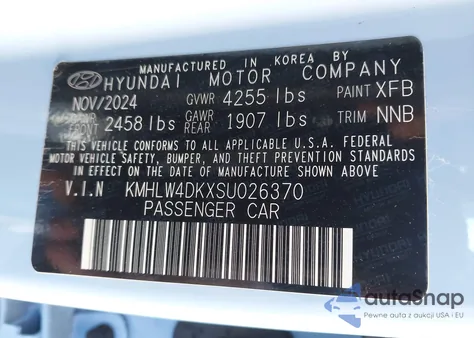 MANUFACTURED IN KOREA BY
HYUNDAI MOTOR COMPANY
NOV/2024 GVWR 4255 lbs PAINT XFB
GAWR FRONT 2458 lbs GAWR REAR 1907 lbs TRIM NNB
THIS VEHICLE CONFORMS TO ALL APPLICABLE U.S.A. FEDERAL
MOTOR VEHICLE SAFETY, BUMPER, AND THEFT PREVENTION STANDARDS
IN EFFECT ON THE DATE OF MANUFACTURE SHOWN ABOVE.
V.I.N KMHLW4DKXSU026370
PASSENGER CAR
autoSnap
Pewne auta z USA i EU